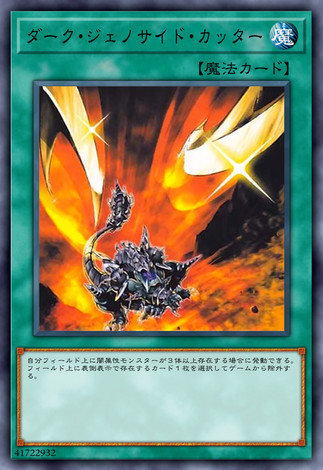 ダーク・ジェノサイド・カッター
魔
【魔法カード】
自分フィールド上に闇属性モンスターが３体以上存在する場合に発動できる。
フィールド上に表側表示で存在するカード１枚を選択してゲームから除外す
る。
41722932